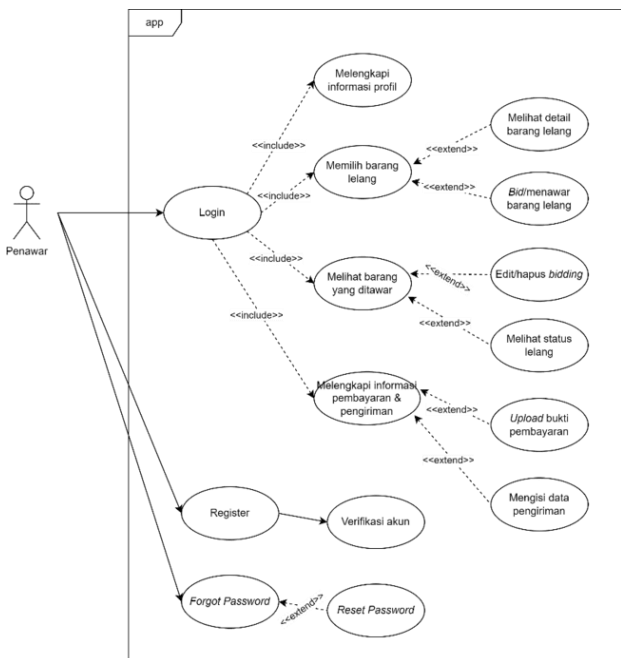 app
Melengkapi
informasi profil
Melihat detail
barang lelang
<<include>>
<<extend>>
Memilih barang
lelang
<<include>>
<<extend>>
Bid/menawar
barang lelang
Login
Penawar
<<include>>
Melihat barang
yang ditawar
<<extend>>
Edit/hapus bidding
<<extend>>
Melihat status
lelang
<<include>>
Melengkapi informasi
pembayaran &
pengiriman
<<extend>>
Upload bukti
pembayaran
<<extend>>
Mengisi data
pengiriman
Register
Verifikasi akun
Forgot Password
<<extend>>
Reset Password